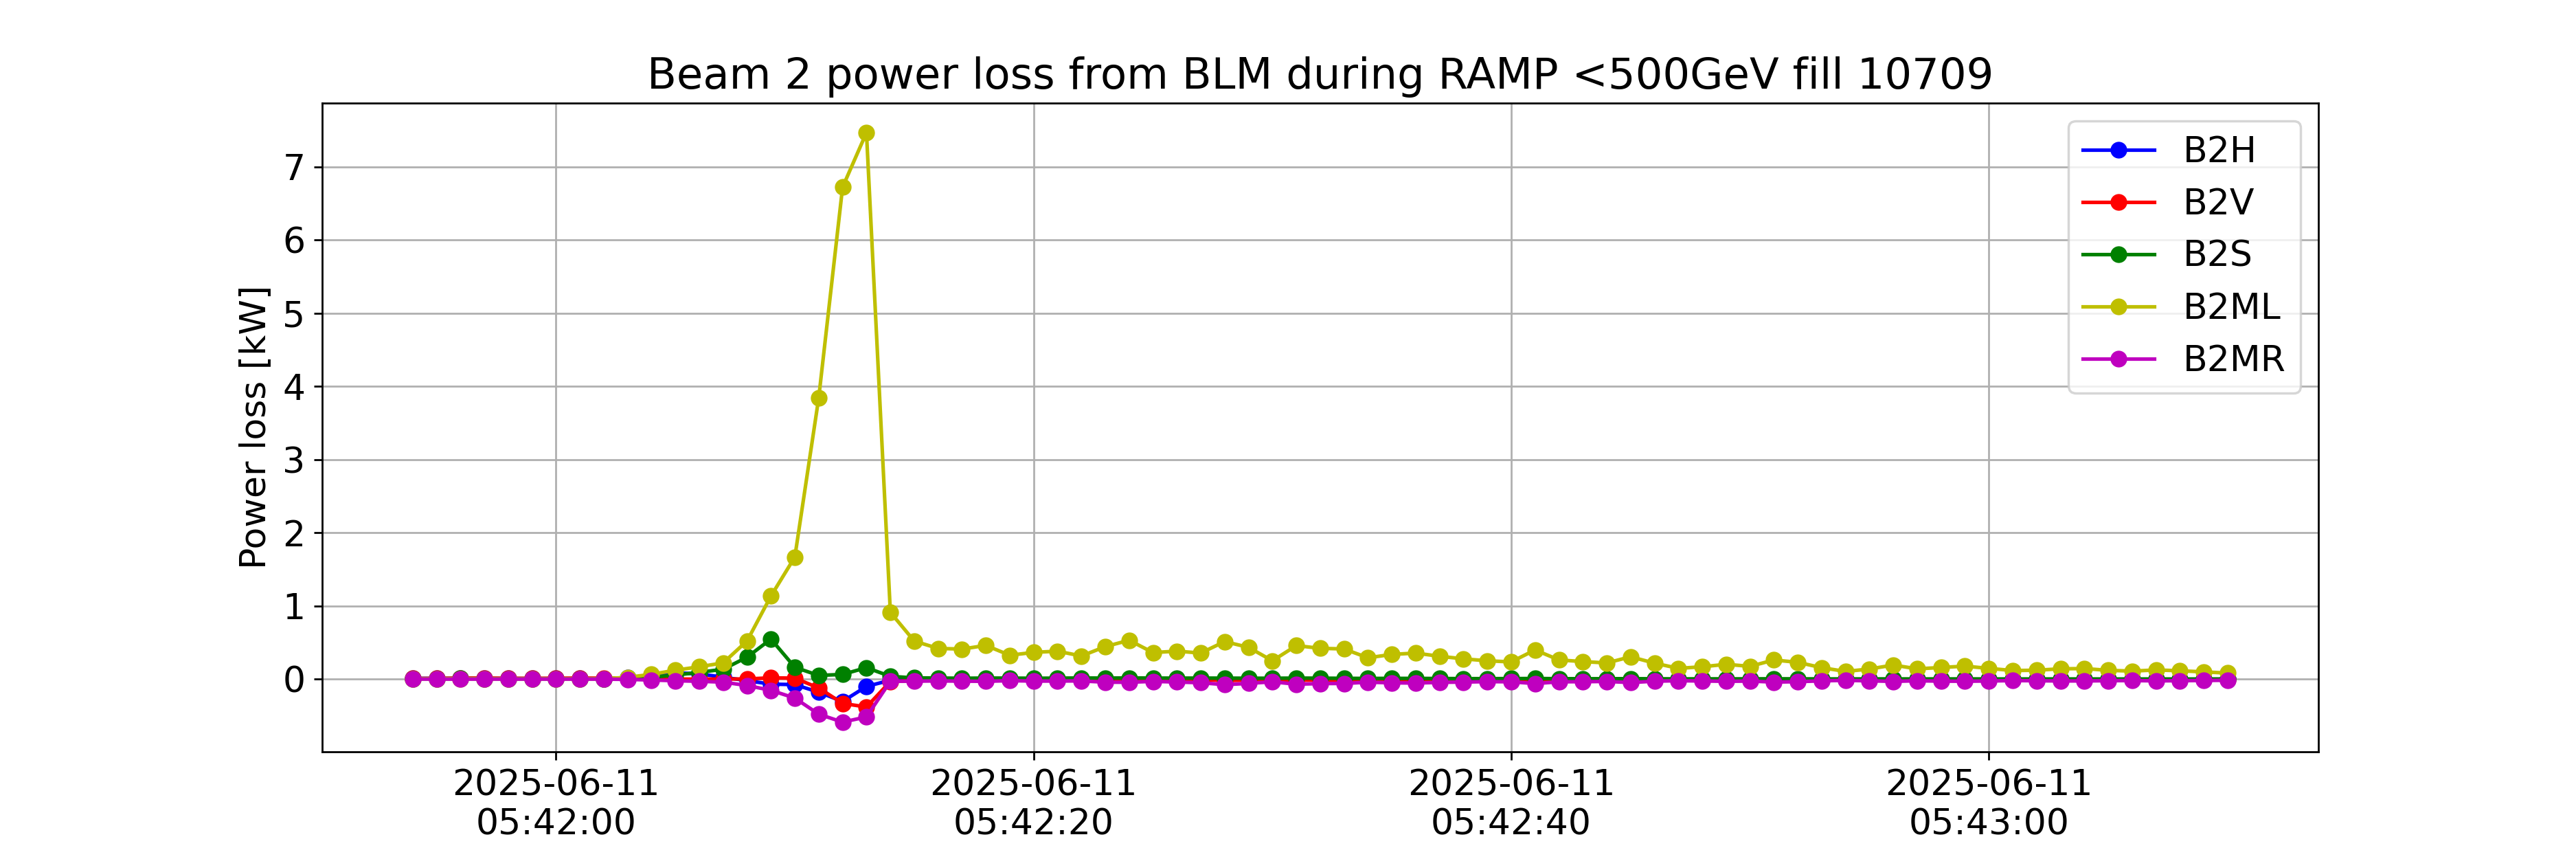 Beam 2 power loss from BLM during RAMP <500GeV fill 10709
Power loss [kW]
7
6
5
4
3
2
1
0
B2H
B2V
B2S
B2ML
B2MR
2025-06-11
05:42:00
2025-06-11
05:42:20
2025-06-11
05:42:40
2025-06-11
05:43:00